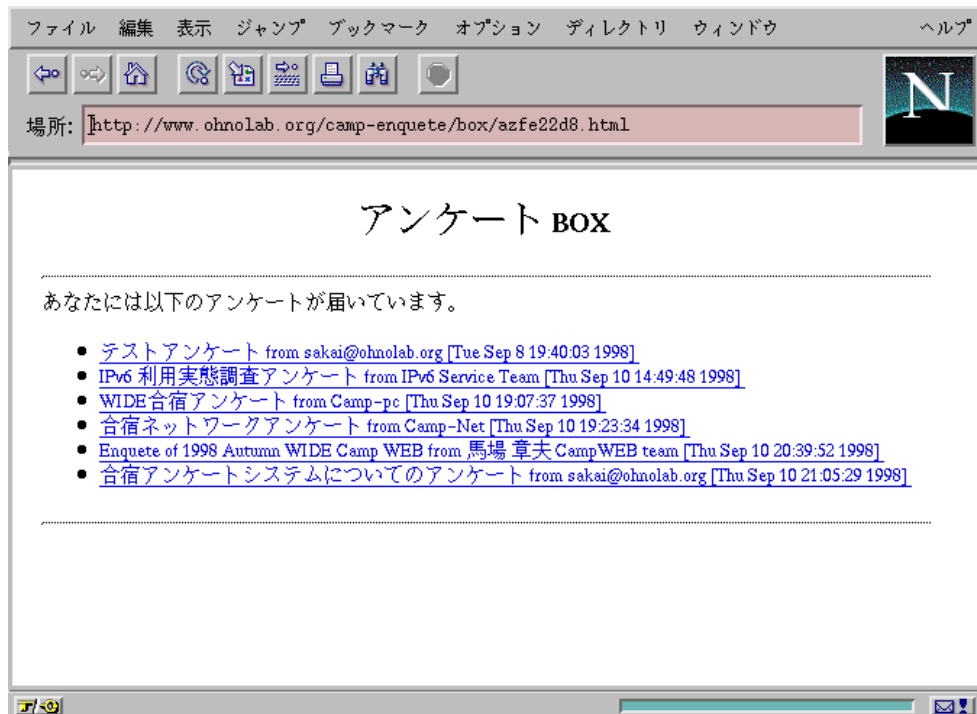 ファイル 編集 表示 ジャンプ ブックマーク オプション ディレクトリ ウィンドウ ヘルプ
N
場所: http://www.ohnolab.org/camp-enquete/box/azfe22d8.html
アンケート BOX
あなたには以下のアンケートが届いています。
テストアンケート from sakai@ohnolab.org [Tue Sep 8 19:40:03 1998]
IPv6 利用実態調査アンケート from IPv6 Service Team [Thu Sep 10 14:49:48 1998]
WIDE合宿アンケート from Camp-pc [Thu Sep 10 19:07:37 1998]
合宿ネットワークアンケート from Camp-Net [Thu Sep 10 19:23:34 1998]
Enquete of 1998 Autumn WIDE Camp WEB from 馬場 章夫 CampWEB team [Thu Sep 10 20:39:52 1998]
合宿アンケートシステムについてのアンケート from sakai@ohnolab.org [Thu Sep 10 21:05:29 1998]